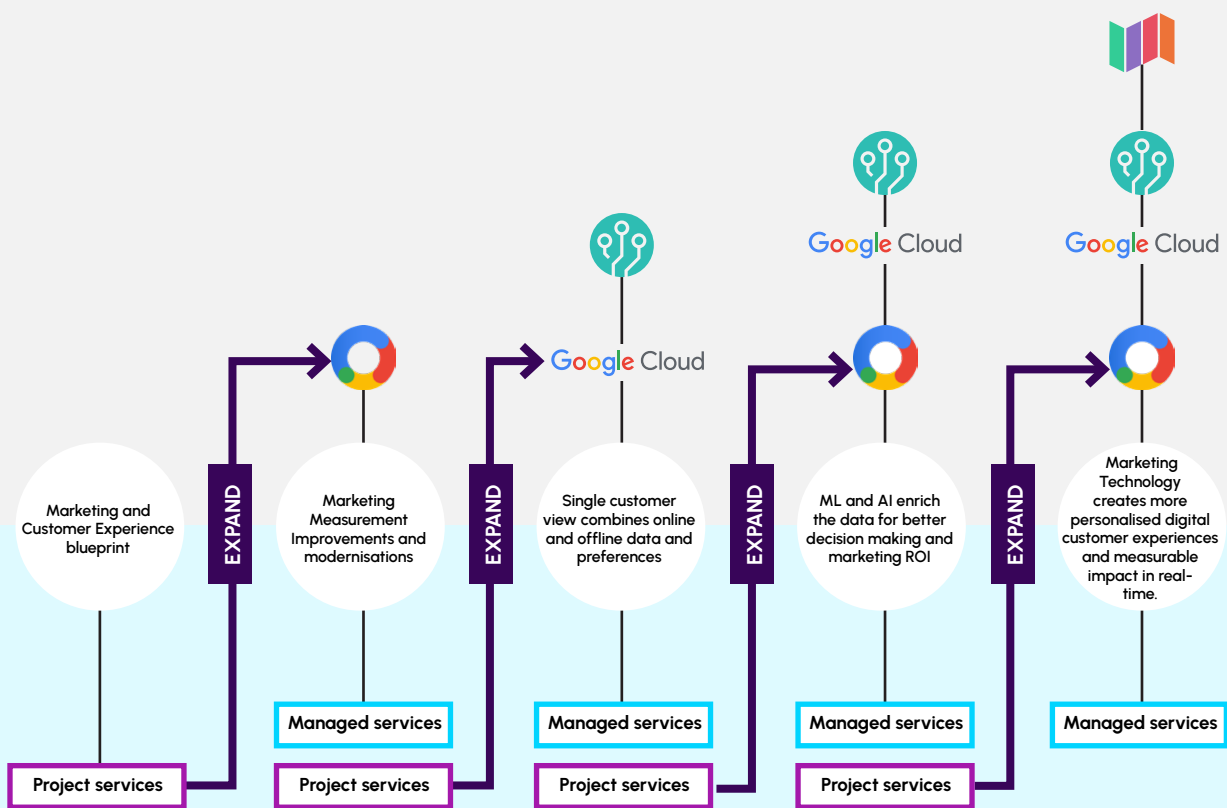 Marketing and
Customer Experience
blueprint
Project services
EXPAND
Marketing
Measurement
Improvements and
modernisations
Managed services
Project services
EXPAND
Google Cloud
Single customer
view combines online
and offline data and
preferences
Managed services
Project services
EXPAND
Google Cloud
ML and AI enrich
the data for better
decision making and
marketing ROI
Managed services
Project services
EXPAND
Google Cloud
Marketing
Technology
creates more
personalised digital
customer experiences
and measurable
impact in real-
time.
Managed services